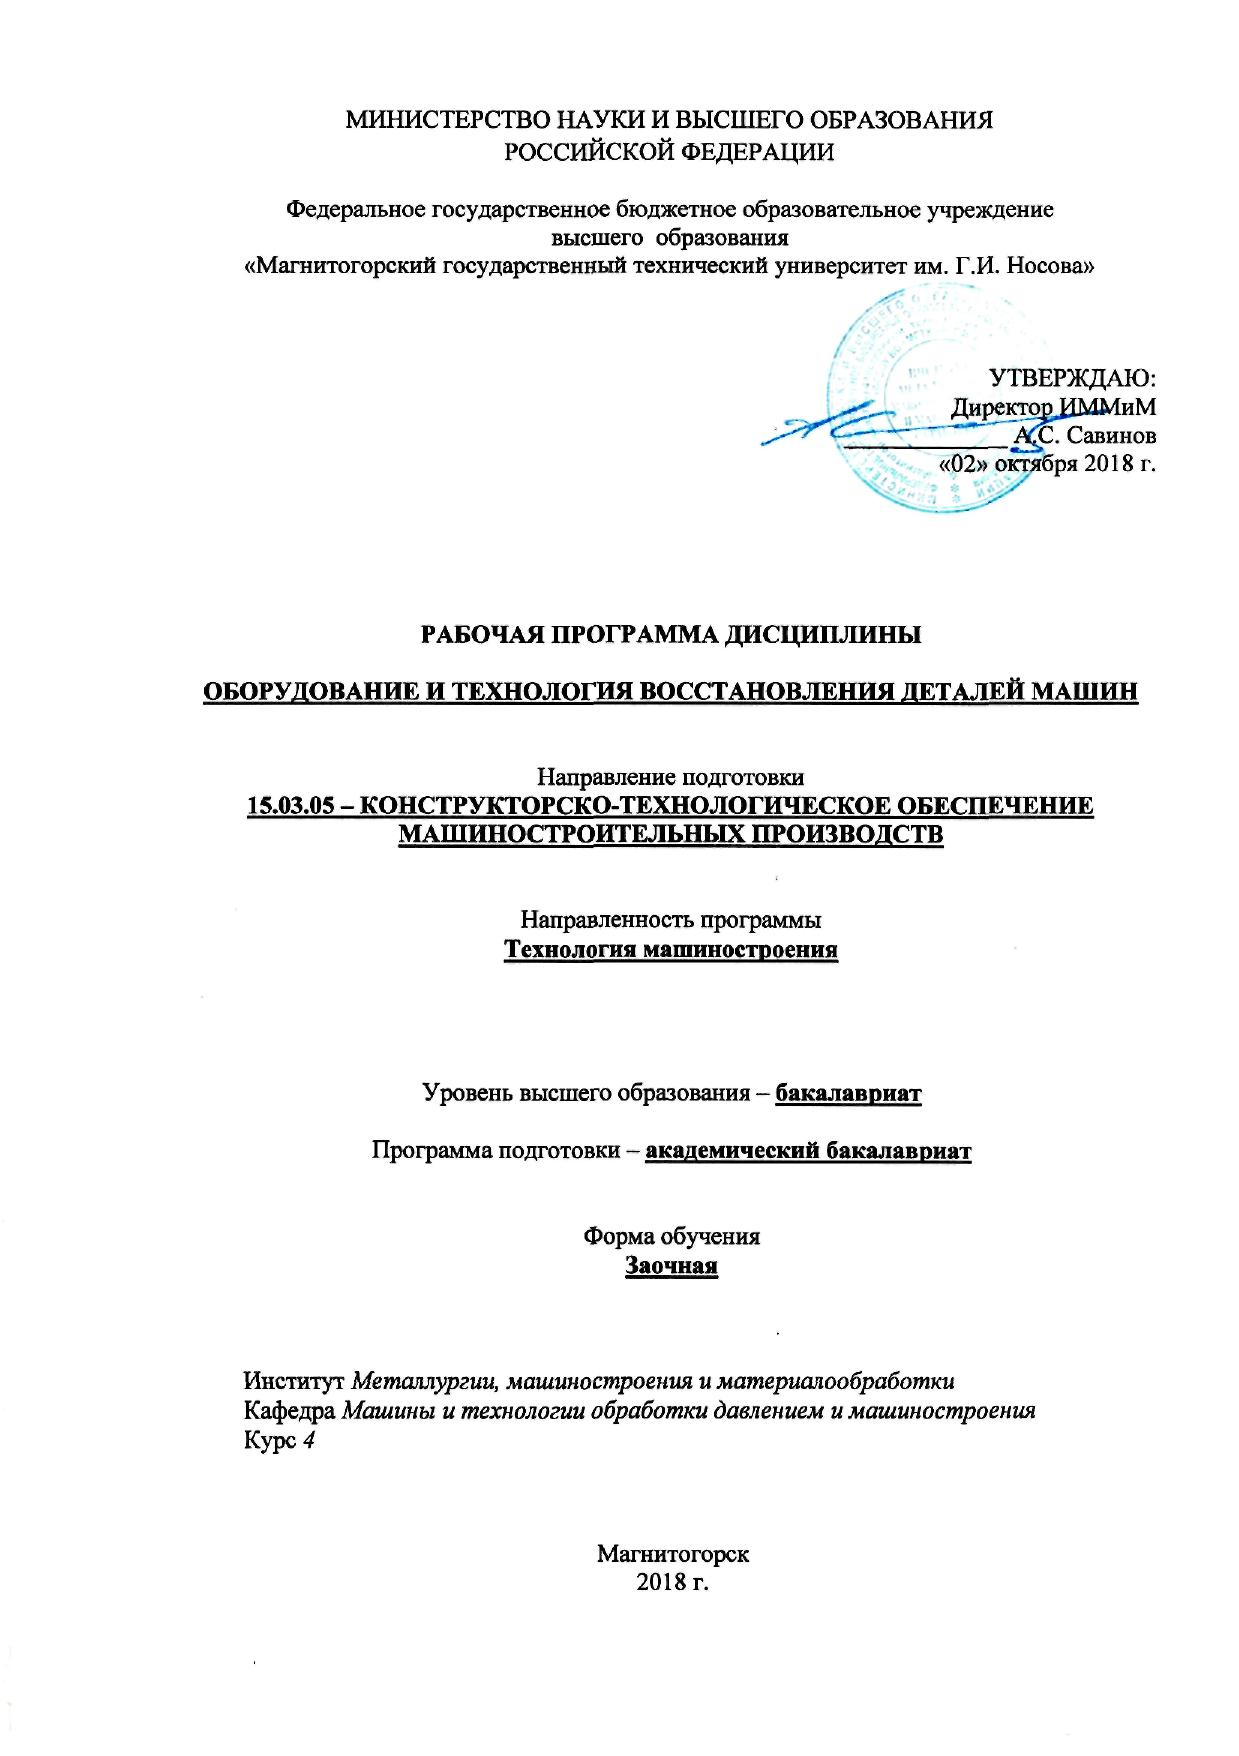 МИНИСТЕРСТВО НАУКИ И ВЫСШЕГО ОБРАЗОВАНИЯ
РОССИЙСКОЙ ФЕДЕРАЦИИ
Федеральное государственное бюджетное образовательное учреждение
высшего образования
«Магнитогорский государственный технический университет им. Г.И. Носова»
УТВЕРЖДАЮ:
Директор ИММиМ
А.С. Савинов
«02» октября 2018 г.
РАБОЧАЯ ПРОГРАММА ДИСЦИПЛИНЫ
ОБОРУДОВАНИЕ И ТЕХНОЛОГИЯ ВОССТАНОВЛЕНИЯ ДЕТАЛЕЙ МАШИН
Направление подготовки
15.03.05 – КОНСТРУКТОРСКО-ТЕХНОЛОГИЧЕСКОЕ ОБЕСПЕЧЕНИЕ
МАШИНОСТРОИТЕЛЬНЫХ ПРОИЗВОДСТВ
Направленность программы
Технология машиностроения
Уровень высшего образования – бакалавриат
Программа подготовки – академический бакалавриат
Форма обучения
Заочная
Институт Металлургии, машиностроения и материалообработки
Кафедра Машины и технологии обработки давлением и машиностроения
Курс 4
Магнитогорск
2018 г.